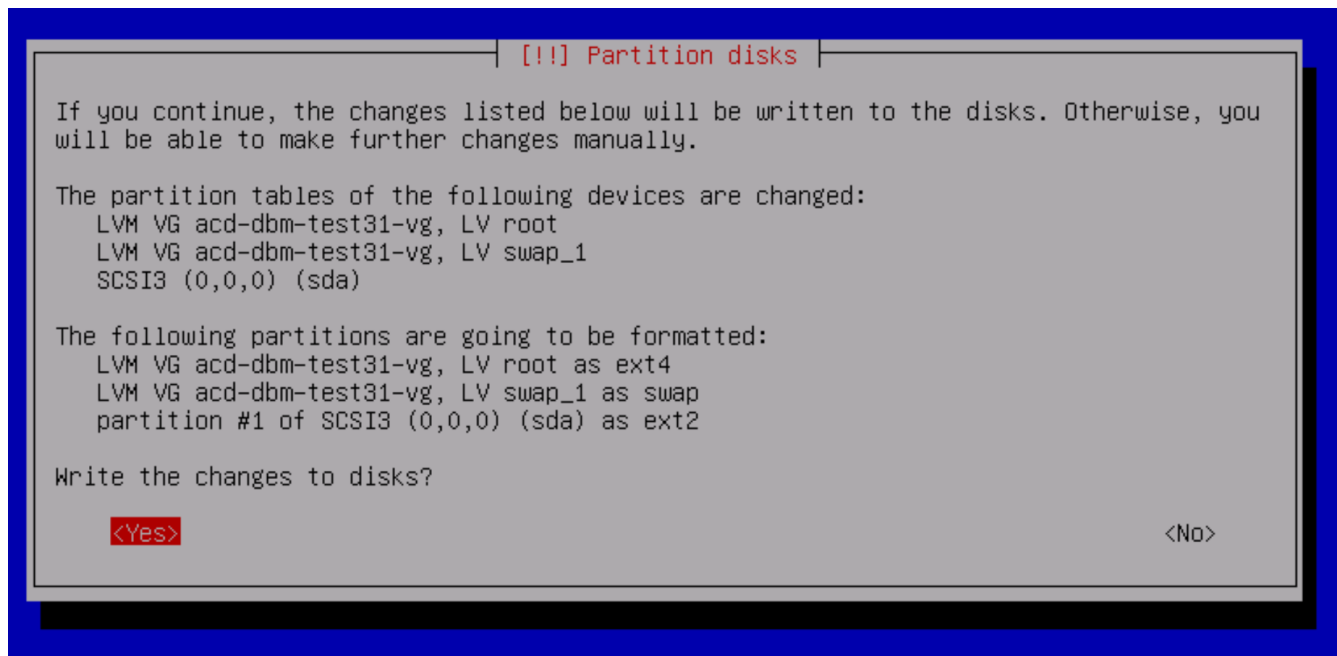 [!!] Partition disks
If you continue, the changes listed below will be written to the disks. Otherwise, you
will be able to make further changes manually.
The partition tables of the following devices are changed:
LVM VG acd-dbm-test31-vg, LV root
LVM VG acd-dbm-test31-vg, LV swap_1
SCSI3 (0,0,0) (sda)
The following partitions are going to be formatted:
LVM VG acd-dbm-test31-vg, LV root as ext4
LVM VG acd-dbm-test31-vg, LV swap_1 as swap
partition #1 of SCSI3 (0,0,0) (sda) as ext2
Write the changes to disks?
<Yes> <No>